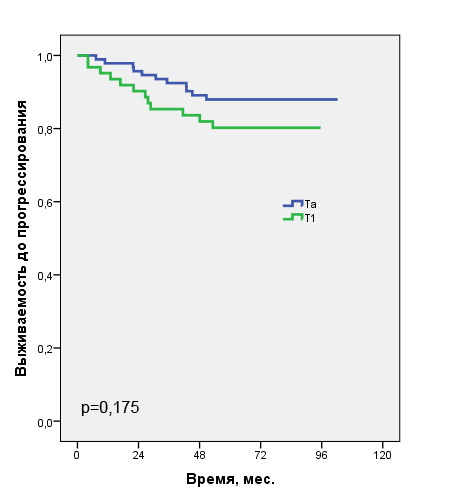 Выживаемость до прогрессирования
1,0
0,8
0,6
0,4
0,2
0,0
Ta
T1
p=0,175
0 24 48 72 96 120
Время, мес.